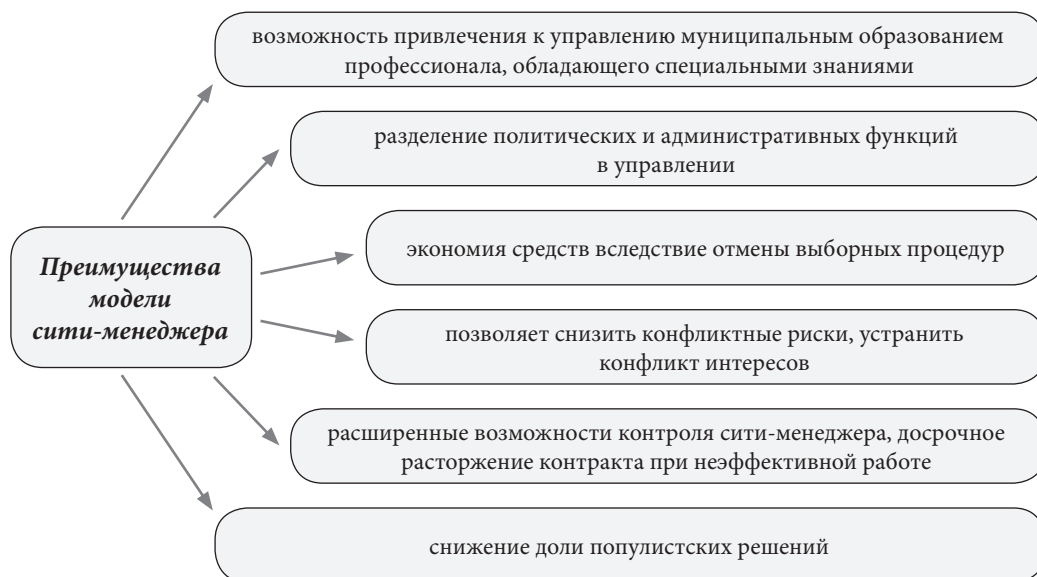 возможность привлечения к управлению муниципальным образованием
профессионала, обладающего специальными знаниями
разделение политических и административных функций
в управлении
Преимущества
модели
сити-менеджера
экономия средств вследствие отмены выборных процедур
позволяет снизить конфликтные риски, устранить
конфликт интересов
расширенные возможности контроля сити-менеджера, досрочное
расторжение контракта при неэффективной работе
снижение доли популистских решений